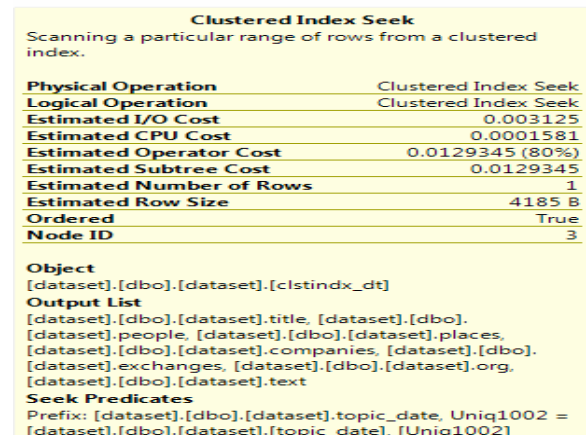 Clustered Index Seek
Scanning a particular range of rows from a clustered
index.
Physical Operation Clustered Index Seek
Logical Operation Clustered Index Seek
Estimated I/O Cost 0.003125
Estimated CPU Cost 0.0001581
Estimated Operator Cost 0.0129345 (80%)
Estimated Subtree Cost 0.0129345
Estimated Number of Rows 1
Estimated Row Size 4185 B
Ordered True
Node ID 3
Object
[dataset].[dbo].[dataset].[clstindx_dt]
Output List
[dataset].[dbo].[dataset].title, [dataset].[dbo].
[dataset].people, [dataset].[dbo].[dataset].places,
[dataset].[dbo].[dataset].companies, [dataset].[dbo].
[dataset].exchanges, [dataset].[dbo].[dataset].org,
[dataset].[dbo].[dataset].text
Seek Predicates
Prefix: [dataset].[dbo].[dataset].topic_date, Uniq1002 =
[dataset].[dbo].[dataset].[topic_date], [Uniq1002]